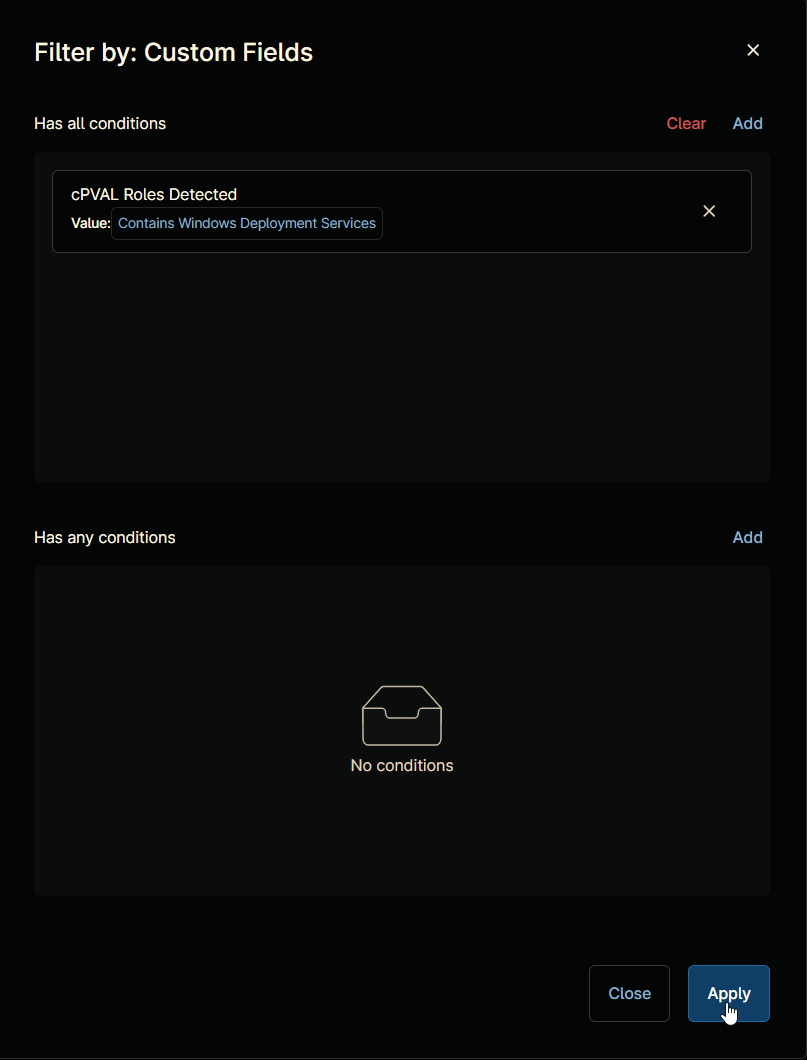 Filter by: Custom Fields
Has all conditions
Clear
Add
cPVAL Roles Detected
Value: Contains Windows Deployment Services
Has any conditions
Add
No conditions
Close
Apply